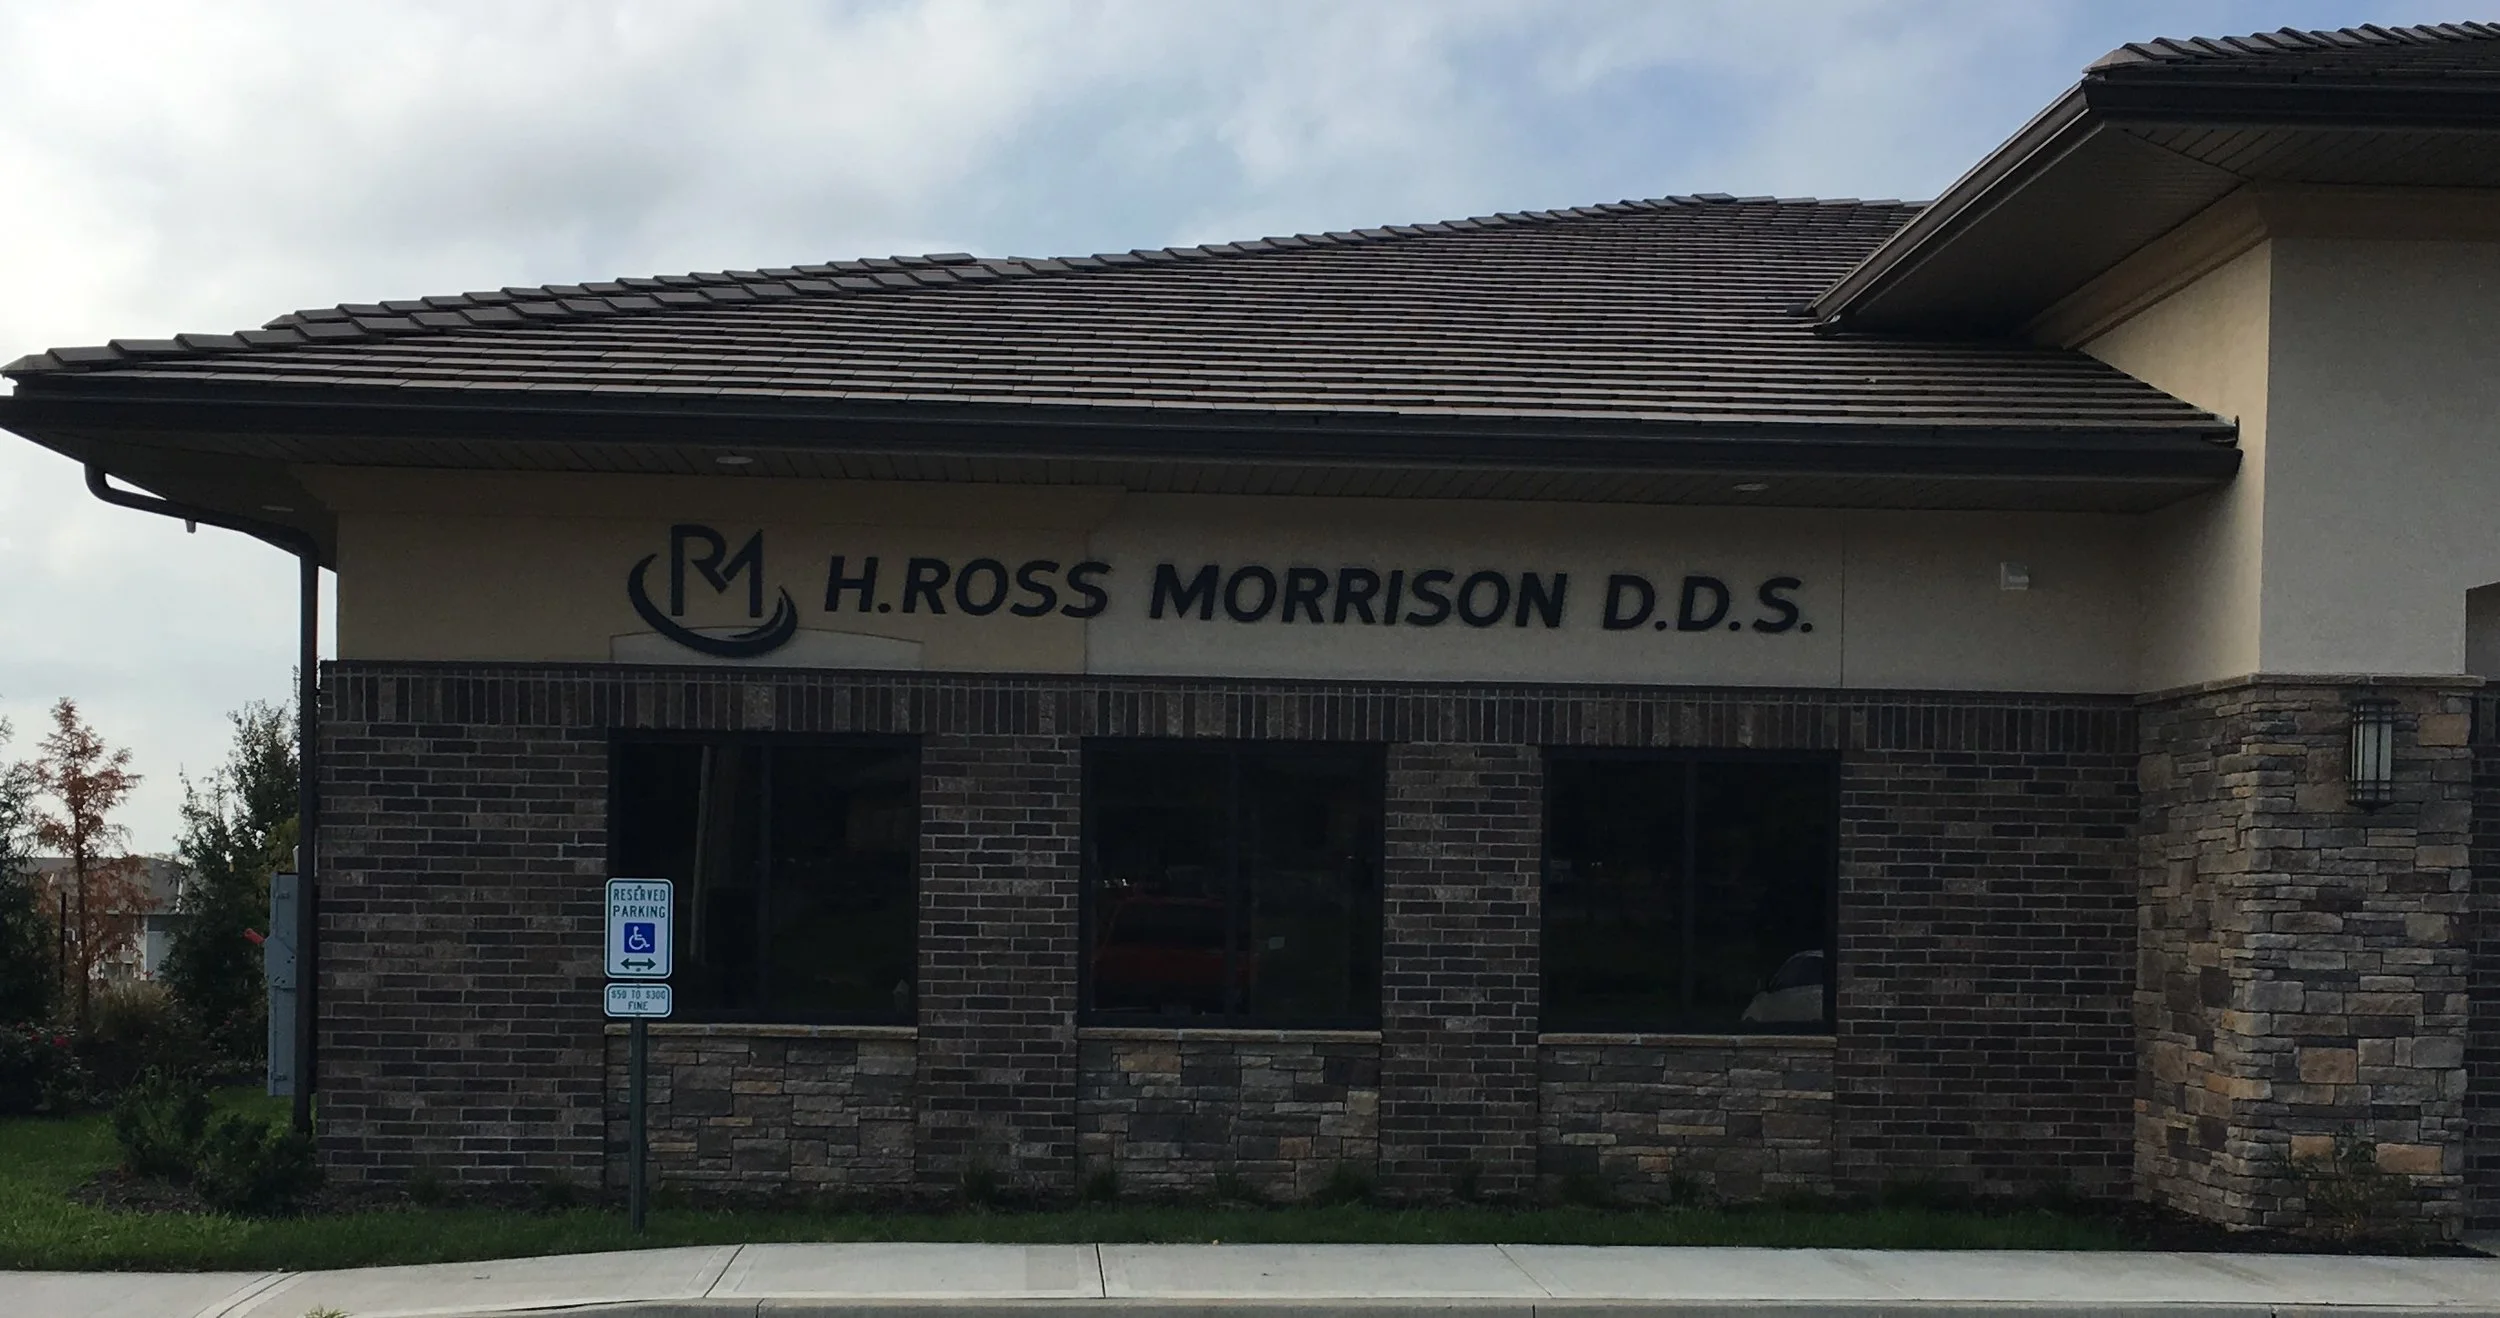 RM H.ROSS MORRISON D.D.S.
RESERVED
PARKING
$50 TO $300
FINE